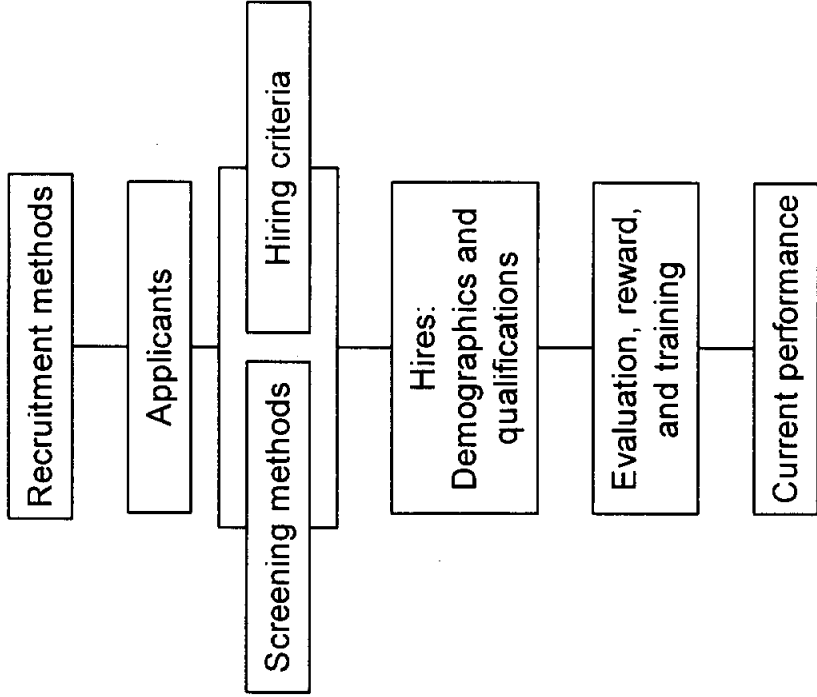 Recruitment methods
Applicants
Screening methods
Hiring criteria
Hires:
Demographics and
qualifications
Evaluation, reward,
and training
Current performance